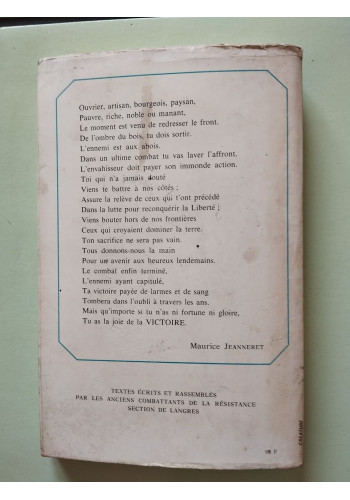 Ouvrier, artisan, bourgeois, paysan,
Pauvre, riche, noble ou manant,
Le moment est venu de redresser le front.
De l'ombre du bois, tu dois sortir.
L'ennemi est aux abois.
Dans un ultime combat tu vas laver l'affront.
L'envahisseur doit payer son immonde action.
Toi qui n'a jamais douté
Viens te battre à nos côtés ;
Assure la relève de ceux qui t'ont précédé
Dans la lutte pour reconquérir la Liberté ;
Viens bouter hors de nos frontières
Ceux qui croyaient dominer la terre.
Ton sacrifice ne sera pas vain.
Tous donnons-nous la main
Pour un avenir aux heureux lendemains.
Le combat enfin terminé,
L'ennemi ayant capitulé,
Ta victoire payée de larmes et de sang
Tombera dans l'oubli à travers les ans.
Mais qu'importe si tu n'as ni fortune ni gloire,
Tu as la joie de la VICTOIRE.
Maurice JEANNERET
TEXTES ÉCRITS ET RASSEMBLÉS
PAR LES ANCIENS COMBATTANTS DE LA RÉSISTANCE
SECTION DE LANGRES